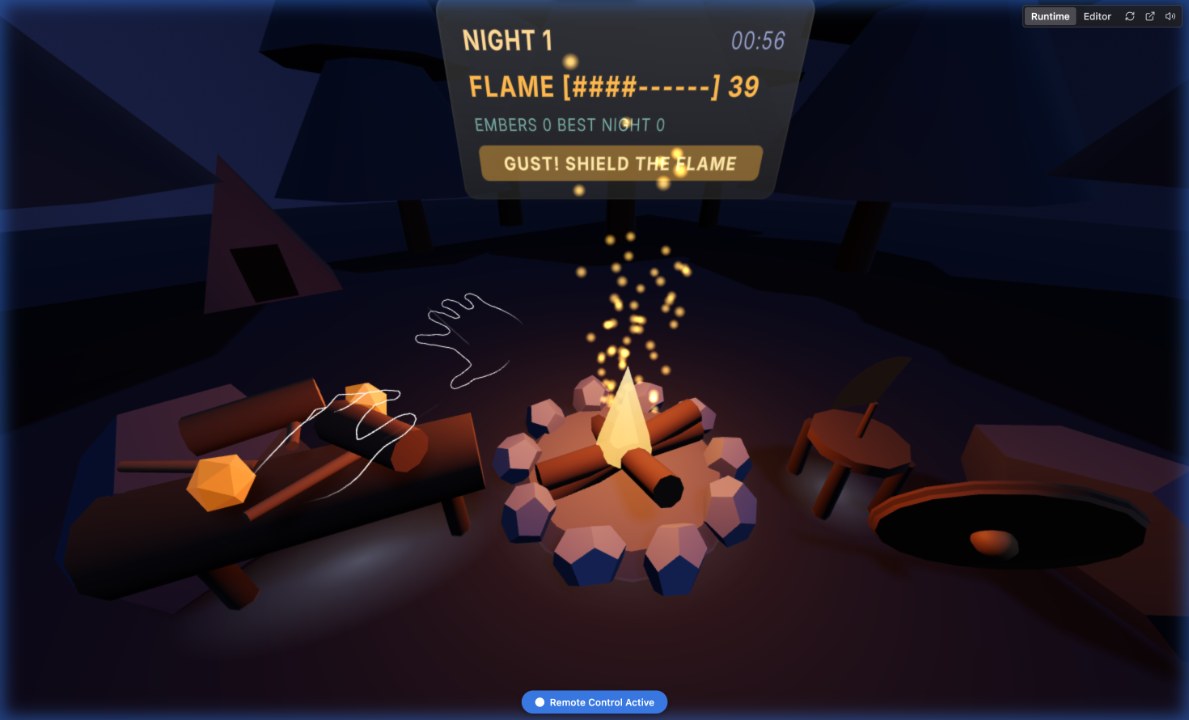 Runtime Editor
NIGHT 1 00:56
FLAME [####------] 39
EMBERS 0 BEST NIGHT 0
GUST! SHIELD THE FLAME
Remote Control Active